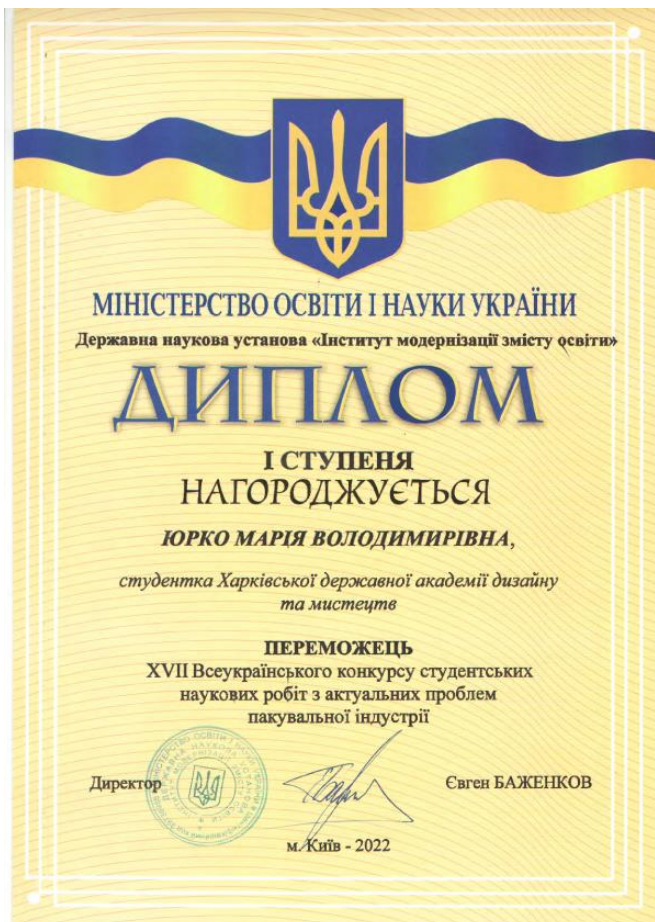 МІНІСТЕРСТВО ОСВІТИ І НАУКИ УКРАЇНИ
Державна наукова установа «Інститут модернізації змісту освіти»
ДИПЛОМ
І СТУПЕНЯ
НАГОРОДЖУЄТЬСЯ
ЮРКО МАРІЯ ВОЛОДИМИРІВНА,
студентка Харківської державної академії дизайну
та мистецтв
ПЕРЕМОЖЕЦЬ
XVII Всеукраїнського конкурсу студентських
наукових робіт з актуальних проблем
пакувальної індустрії
Директор
Євген БАЖЕНКОВ
м. Київ - 2022